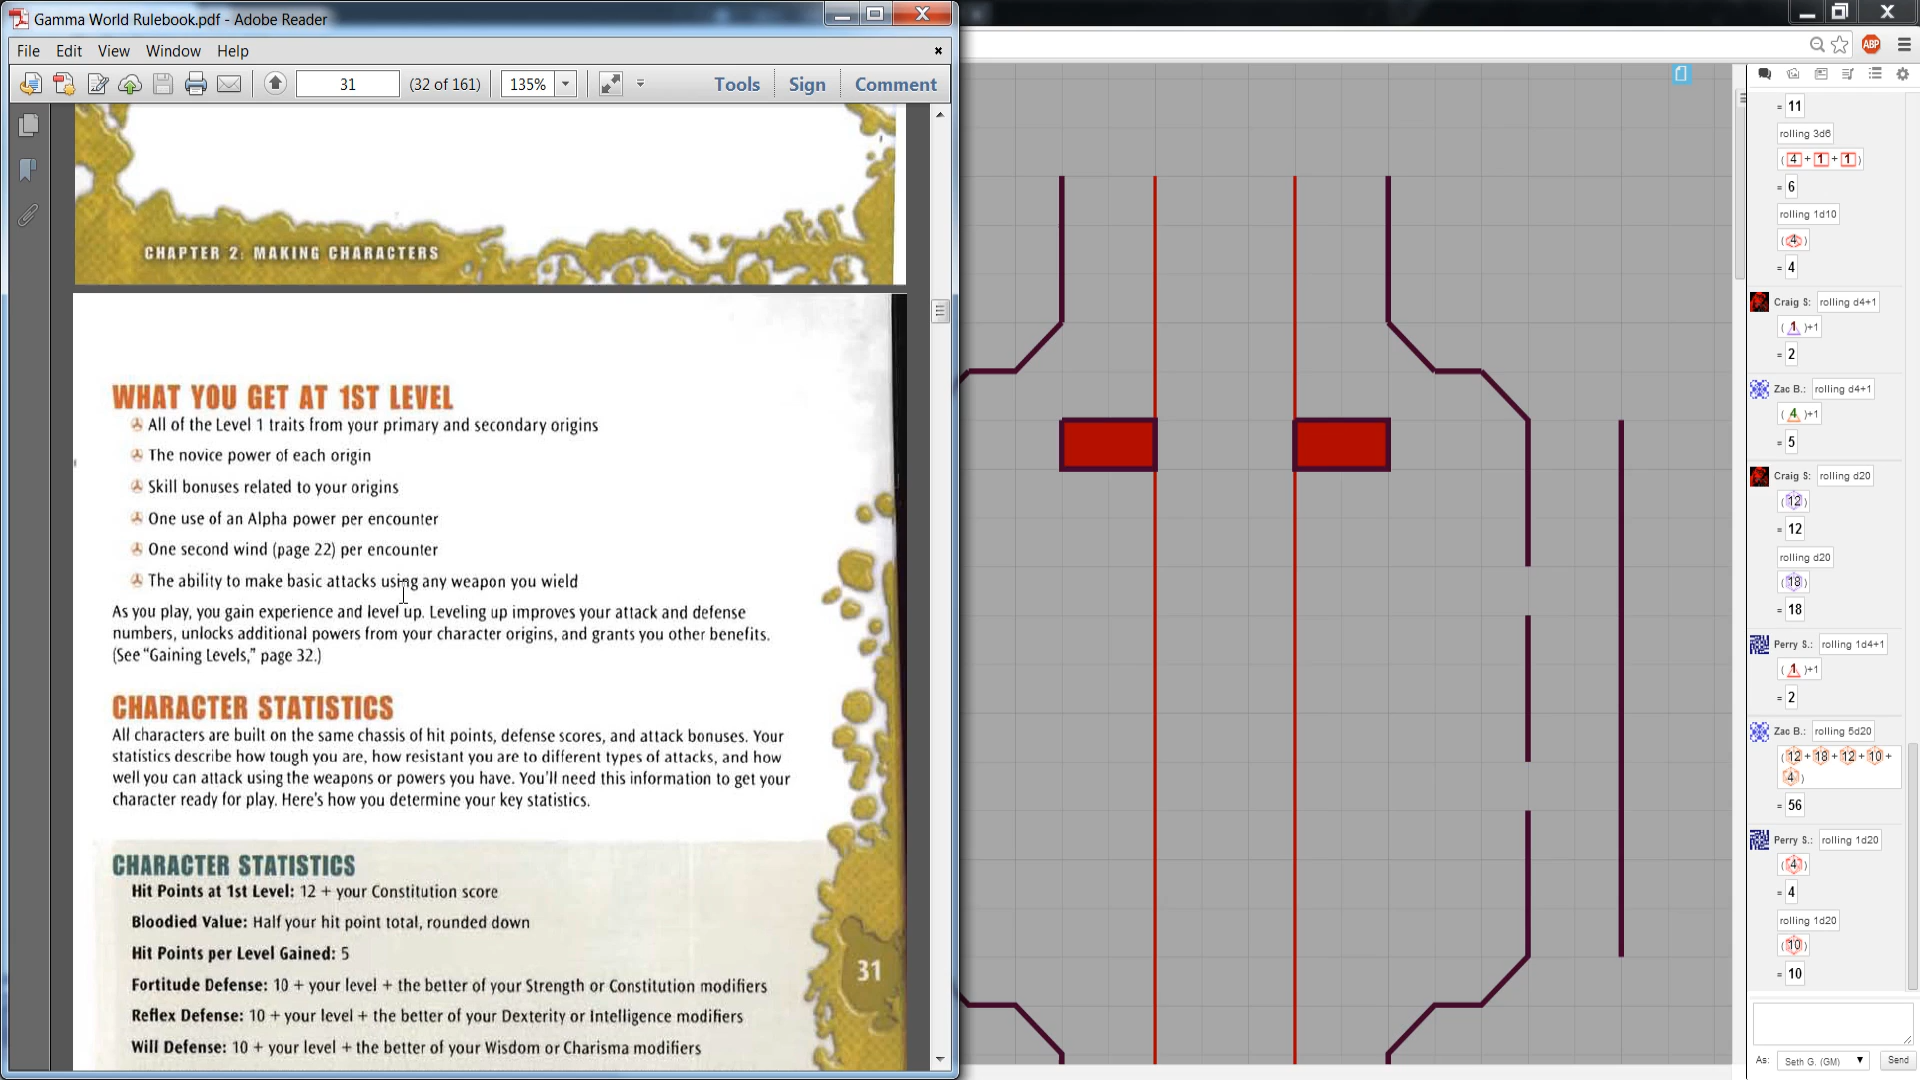 Gamma World Rulebook.pdf - Adobe Reader
File Edit View Window Help
31 (32 of 161) 135% Tools Sign Comment
CHAPTER 2: MAKING CHARACTERS
WHAT YOU GET AT 1ST LEVEL
All of the Level 1 traits from your primary and secondary origins
The novice power of each origin
Skill bonuses related to your origins
One use of an Alpha power per encounter
One second wind (page 22) per encounter
The ability to make basic attacks using any weapon you wield
As you play, you gain experience and level up. Leveling up improves your attack and defense
numbers, unlocks additional powers from your character origins, and grants you other benefits.
(See “Gaining Levels,” page 32.)
CHARACTER STATISTICS
All characters are built on the same chassis of hit points, defense scores, and attack bonuses. Your
statistics describe how tough you are, how resistant you are to different types of attacks, and how
well you can attack using the weapons or powers you have. You'll need this information to get your
character ready for play. Here's how you determine your key statistics.
CHARACTER STATISTICS
Hit Points at 1st Level: 12 + your Constitution score
Bloodied Value: Half your hit point total, rounded down
Hit Points per Level Gained: 5
Fortitude Defense: 10 + your level + the better of your Strength or Constitution modifiers
Reflex Defense: 10 + your level + the better of your Dexterity or Intelligence modifiers
Will Defense: 10 + your level + the better of your Wisdom or Charisma modifiers
31
ABP
= 11
rolling 3d6
(4+1+1)
= 6
rolling 1d10
(4)
= 4
Craig S: rolling d4+1
(1)+1
= 2
Zac B.: rolling d4+1
(4)+1
= 5
Craig S: rolling d20
(12)
= 12
rolling d20
(18)
= 18
Perry S.: rolling 1d4+1
(1)+1
= 2
Zac B.: rolling 5d20
(12+18+12+10+
4)
= 56
Perry S.: rolling 1d20
(4)
= 4
rolling 1d20
(10)
= 10
As: Seth G. (GM) Send